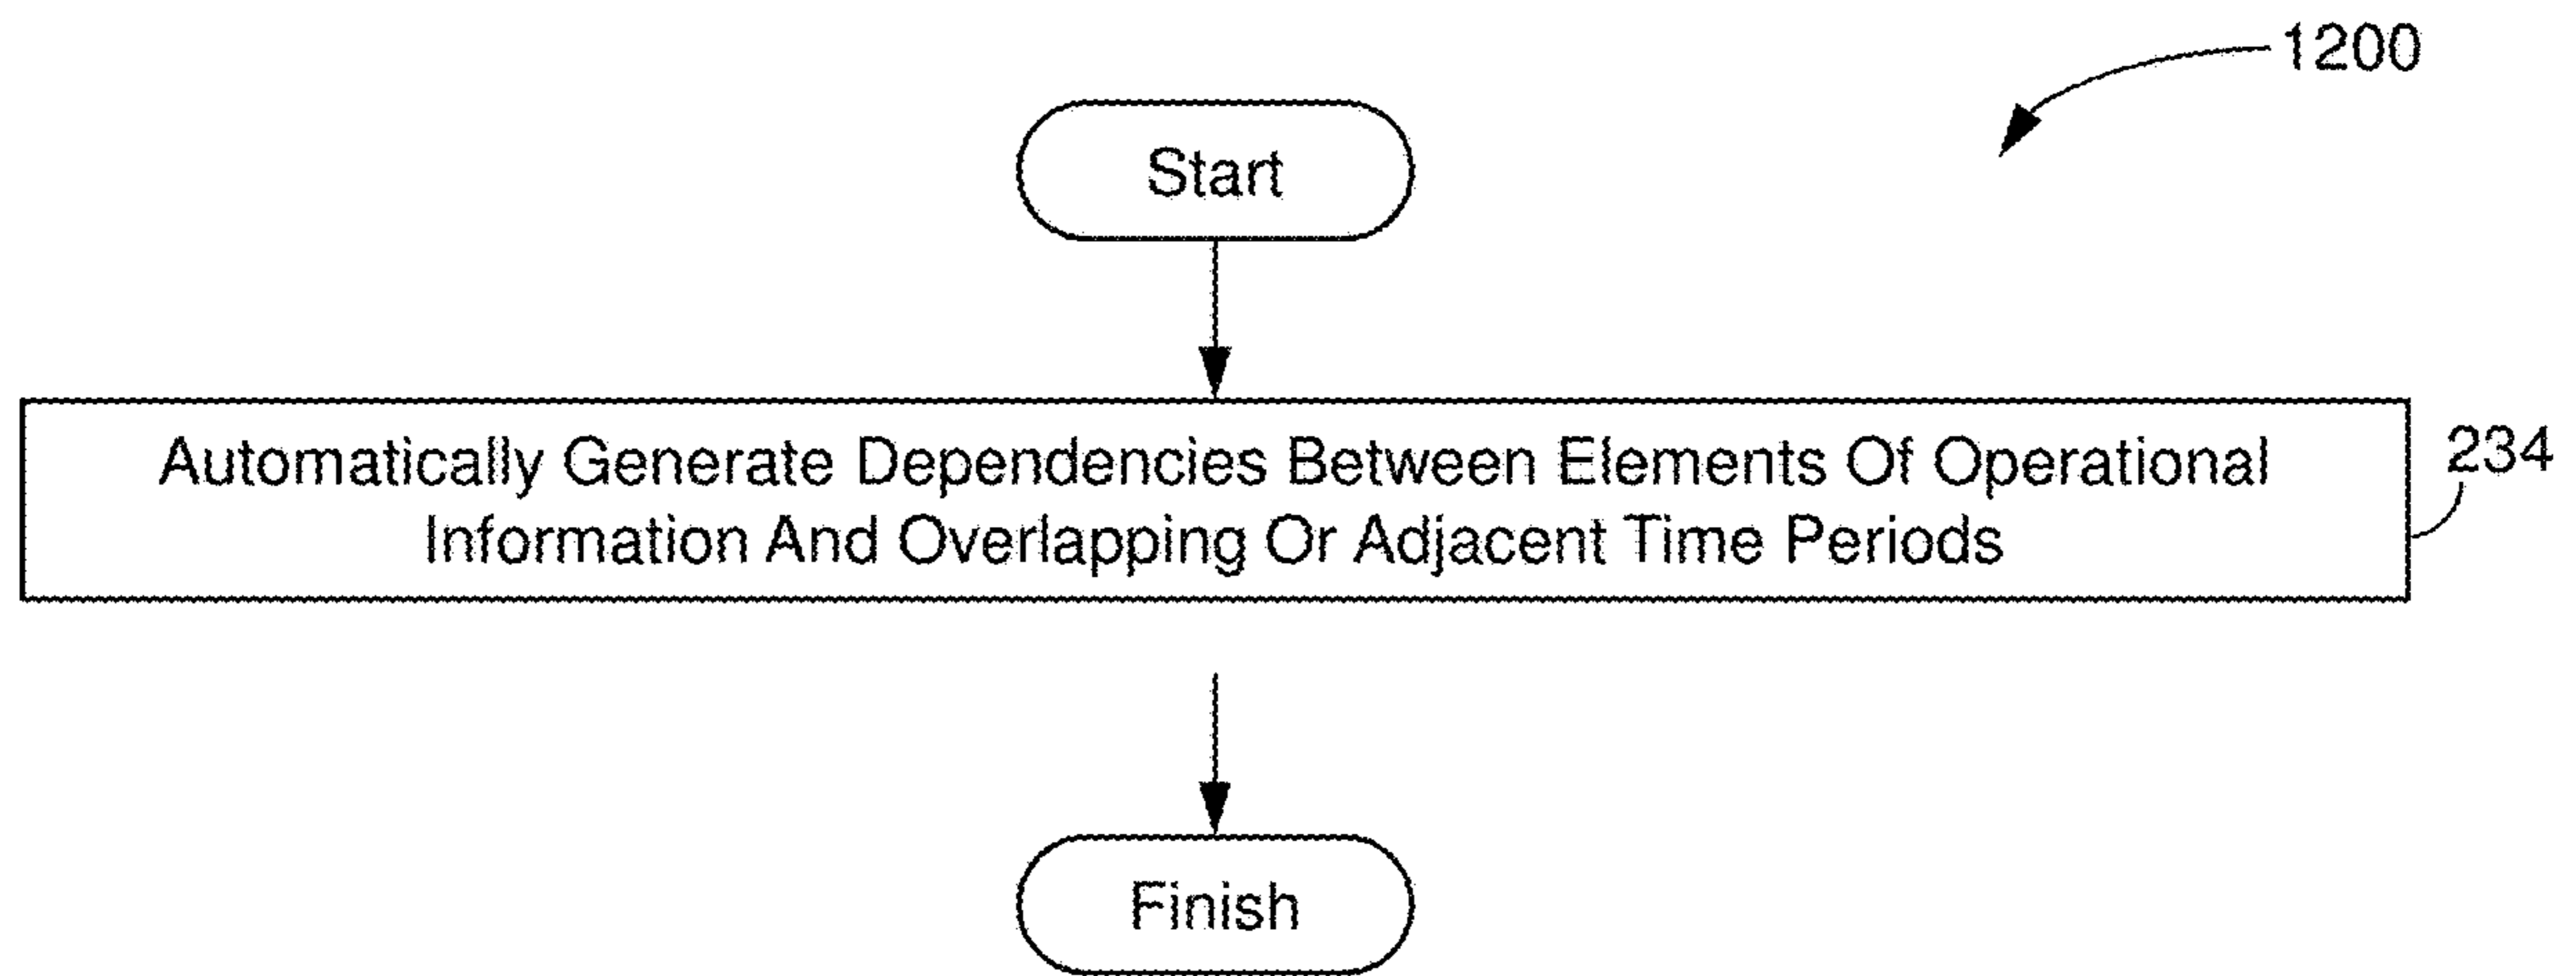 1200
Start
Automatically Generate Dependencies Between Elements Of Operational
Information And Overlapping Or Adjacent Time Periods
234
Finish